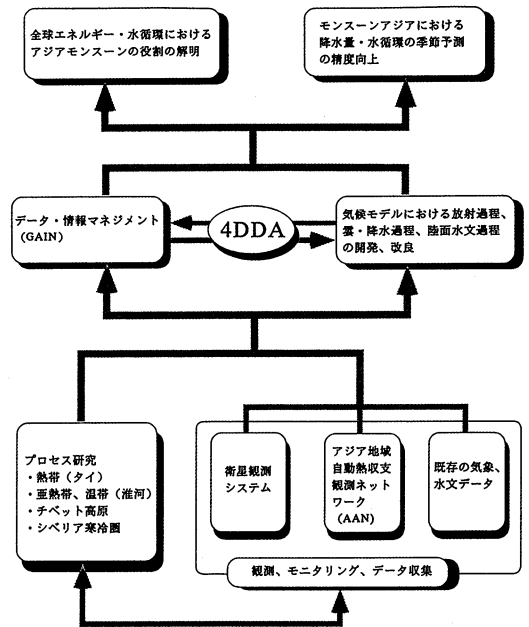 全球エネルギー・水循環における
アジアモンスーンの役割の解明
モンスーンアジアにおける
降水量・水循環の季節予測
の精度向上
データ・情報マネジメント
(GAIN)
4DDA
気候モデルにおける放射過程、
雲・降水過程、陸面水文過程
の開発、改良
プロセス研究
・熱帯（タイ）
・亜熱帯、温帯（淮河）
・チベット高原
・シベリア寒冷圏
衛星観測
システム
アジア地域
自動熱収支
観測ネット
ワーク
(AAN)
既存の気象、
水文データ
観測、モニタリング、データ収集